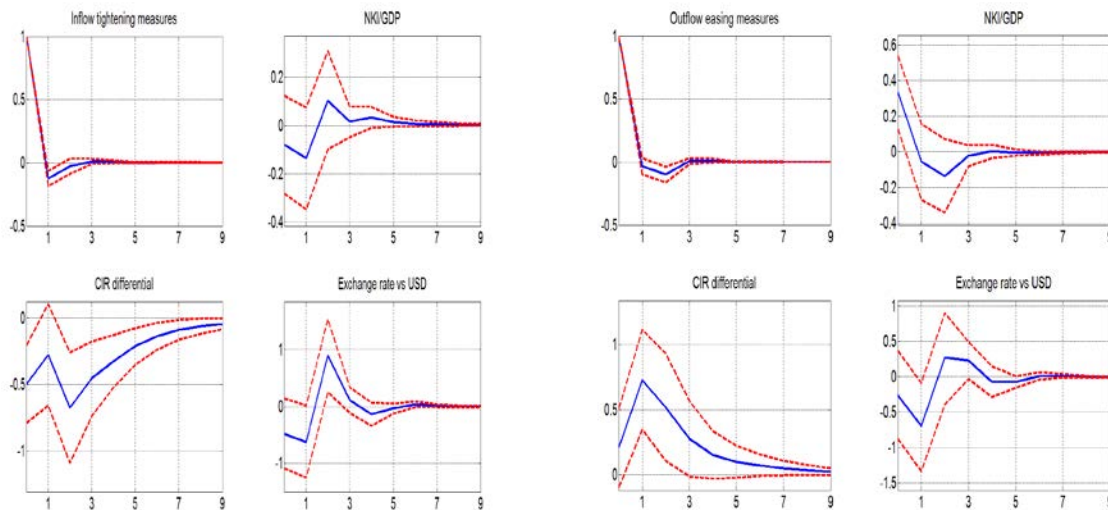 Inflow tightening measures
1
0.5
0
-0.5
1 3 5 7 9
NKI/GDP
0.2
0
-0.2
-0.4
1 3 5 7 9
Outflow easing measures
1
0.5
0
-0.5
1 3 5 7 9
NKI/GDP
0.6
0.4
0.2
0
-0.2
-0.4
1 3 5 7 9
CIR differential
0
-0.5
-1
1 3 5 7 9
Exchange rate vs USD
1
0
-1
1 3 5 7 9
CIR differential
1
0.5
0
1 3 5 7 9
Exchange rate vs USD
1
0.5
0
-0.5
-1
-1.5
1 3 5 7 9